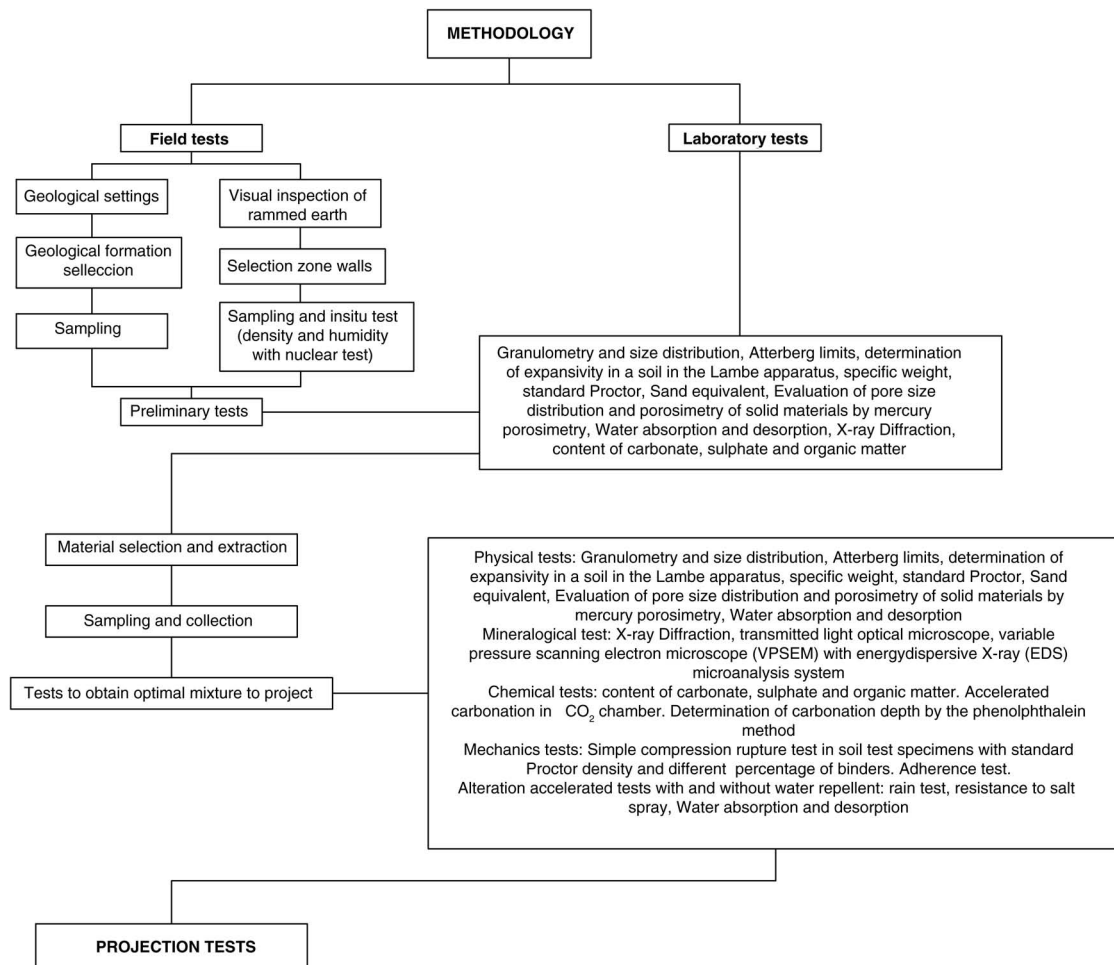 METHODOLOGY
Field tests
Laboratory tests
Geological settings
Geological formation
selleccion
Sampling
Visual inspection of
rammed earth
Selection zone walls
Sampling and insitu test
(density and humidity
with nuclear test)
Preliminary tests
Granulometry and size distribution, Atterberg limits, determination
of expansivity in a soil in the Lambe apparatus, specific weight,
standard Proctor, Sand equivalent, Evaluation of pore size
distribution and porosimetry of solid materials by mercury
porosimetry, Water absorption and desorption, X-ray Diffraction,
content of carbonate, sulphate and organic matter
Material selection and extraction
Sampling and collection
Tests to obtain optimal mixture to project
Physical tests: Granulometry and size distribution, Atterberg limits, determination of
expansivity in a soil in the Lambe apparatus, specific weight, standard Proctor, Sand
equivalent, Evaluation of pore size distribution and porosimetry of solid materials by
mercury porosimetry, Water absorption and desorption
Mineralogical test: X-ray Diffraction, transmitted light optical microscope, variable
pressure scanning electron microscope (VPSEM) with energydispersive X-ray (EDS)
microanalysis system
Chemical tests: content of carbonate, sulphate and organic matter. Accelerated
carbonation in CO₂ chamber. Determination of carbonation depth by the phenolphthalein
method
Mechanics tests: Simple compression rupture test in soil test specimens with standard
Proctor density and different percentage of binders. Adherence test.
Alteration accelerated tests with and without water repellent: rain test, resistance to salt
spray, Water absorption and desorption
PROJECTION TESTS